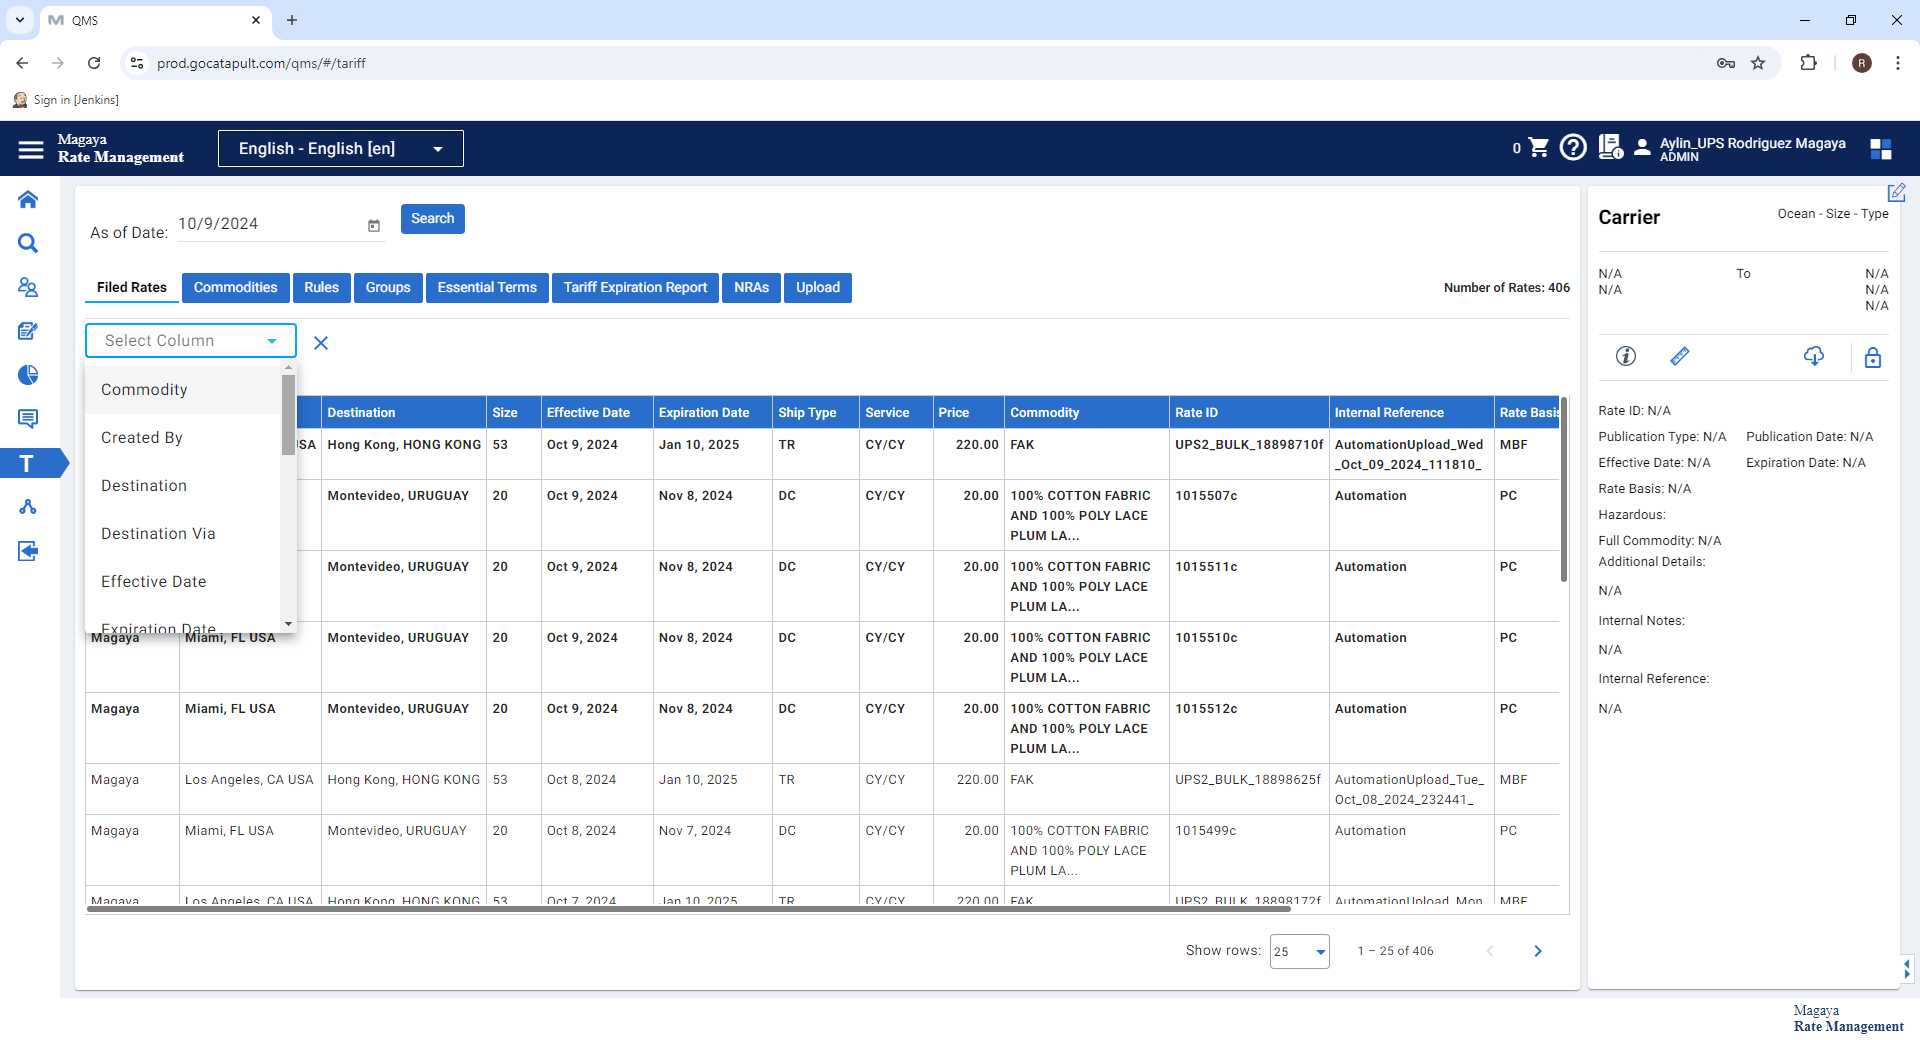 QMS
prod.gocatapult.com/qms/#/tariff
R
Sign in [Jenkins]
Magaya
Rate Management
English - English [en]
0
Aylin_UPS Rodriguez Magaya
ADMIN
As of Date: 10/9/2024
Search
Filed Rates Commodities Rules Groups Essential Terms Tariff Expiration Report NRAs Upload
Number of Rates: 406
Select Column
Commodity
Created By
Destination
Destination Via
Effective Date
Expiration Date
T
Destination Size Effective Date Expiration Date Ship Type Service Price Commodity Rate ID Internal Reference Rate Basis
SA Hong Kong, HONG KONG 53 Oct 9, 2024 Jan 10, 2025 TR CY/CY 220.00 FAK UPS2_BULK_18898710f AutomationUpload_Wed MBF
_Oct_09_2024_111810_
Montevideo, URUGUAY 20 Oct 9, 2024 Nov 8, 2024 DC CY/CY 20.00 100% COTTON FABRIC 1015507c Automation PC
AND 100% POLY LACE
PLUM LA...
Montevideo, URUGUAY 20 Oct 9, 2024 Nov 8, 2024 DC CY/CY 20.00 100% COTTON FABRIC 1015511c Automation PC
AND 100% POLY LACE
PLUM LA...
Magaya Miami, FL USA Montevideo, URUGUAY 20 Oct 9, 2024 Nov 8, 2024 DC CY/CY 20.00 100% COTTON FABRIC 1015510c Automation PC
AND 100% POLY LACE
PLUM LA...
Magaya Miami, FL USA Montevideo, URUGUAY 20 Oct 9, 2024 Nov 8, 2024 DC CY/CY 20.00 100% COTTON FABRIC 1015512c Automation PC
AND 100% POLY LACE
PLUM LA...
Magaya Los Angeles, CA USA Hong Kong, HONG KONG 53 Oct 8, 2024 Jan 10, 2025 TR CY/CY 220.00 FAK UPS2_BULK_18898625f AutomationUpload_Tue_ MBF
Oct_08_2024_232441_
Magaya Miami, FL USA Montevideo, URUGUAY 20 Oct 8, 2024 Nov 7, 2024 DC CY/CY 20.00 100% COTTON FABRIC 1015499c Automation PC
AND 100% POLY LACE
PLUM LA...
Magaya Los Angeles, CA USA Hong Kong, HONG KONG 53 Oct 7, 2024 Jan 10, 2025 TR CY/CY 220.00 FAK UPS2_BULK_18898172f AutomationUpload_Mon_ MBF
Show rows: 25 1 – 25 of 406
Carrier Ocean - Size - Type
N/A To N/A
N/A N/A
N/A
Rate ID: N/A
Publication Type: N/A Publication Date: N/A
Effective Date: N/A Expiration Date: N/A
Rate Basis: N/A
Hazardous:
Full Commodity: N/A
Additional Details:
N/A
Internal Notes:
N/A
Internal Reference:
N/A
Magaya
Rate Management